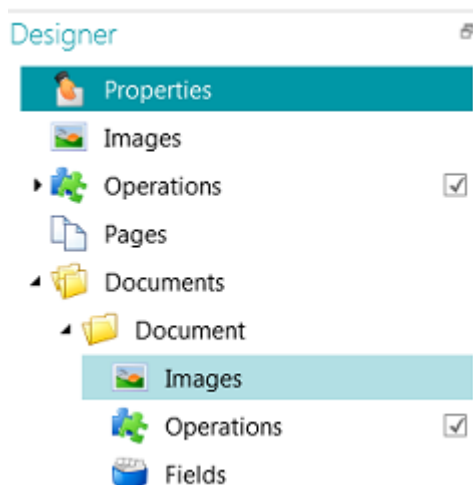 Designer
Properties
Images
Operations
Pages
Documents
Document
Images
Operations
Fields